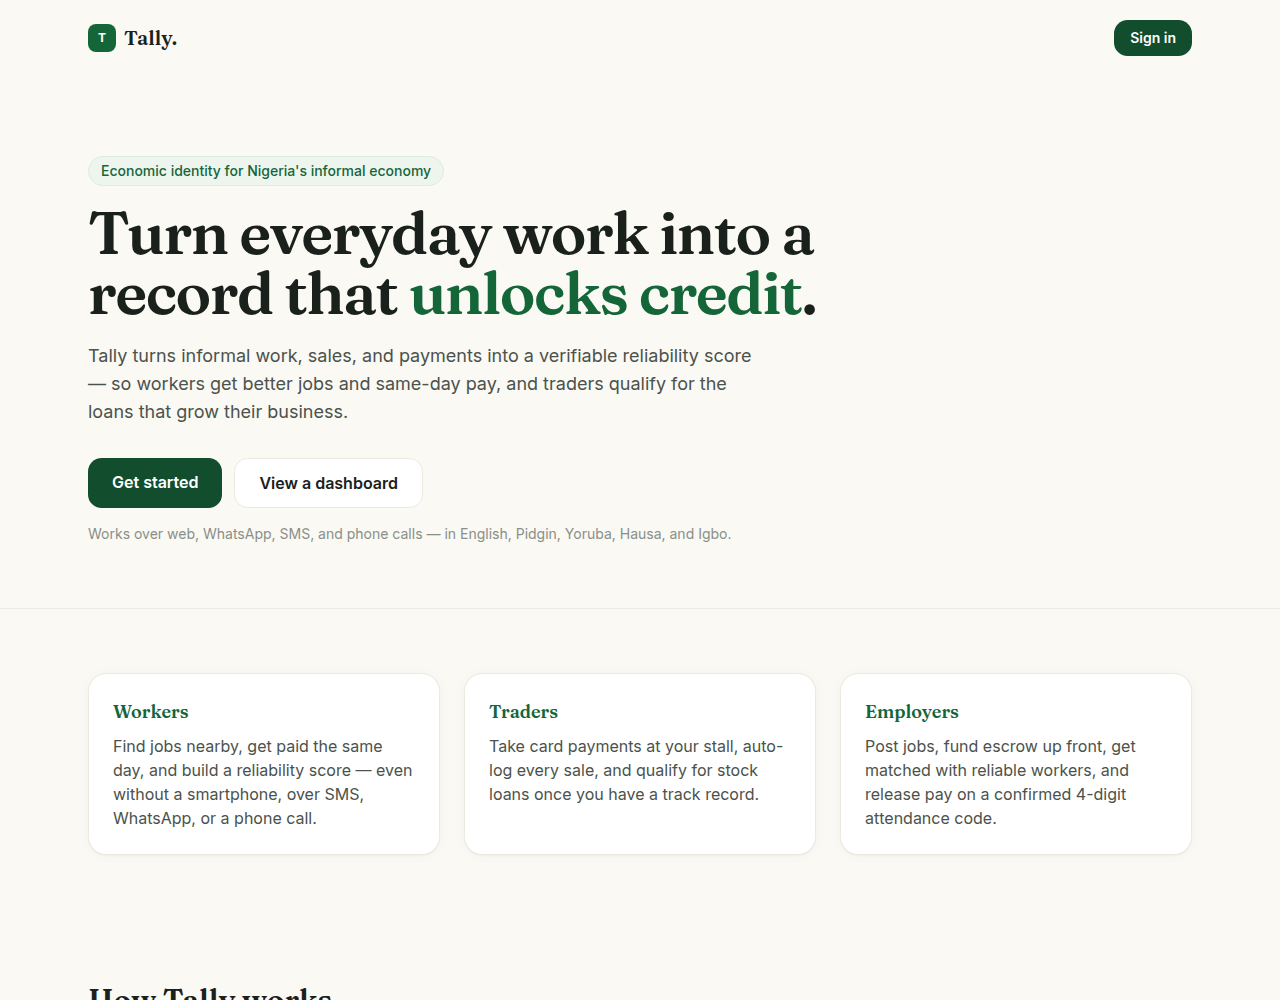 T Tally.
Sign in
Economic identity for Nigeria's informal economy
Turn everyday work into a
record that unlocks credit.
Tally turns informal work, sales, and payments into a verifiable reliability score
— so workers get better jobs and same-day pay, and traders qualify for the
loans that grow their business.
Get started
View a dashboard
Works over web, WhatsApp, SMS, and phone calls — in English, Pidgin, Yoruba, Hausa, and Igbo.
Workers
Find jobs nearby, get paid the same
day, and build a reliability score — even
without a smartphone, over SMS,
WhatsApp, or a phone call.
Traders
Take card payments at your stall, auto-
log every sale, and qualify for stock
loans once you have a track record.
Employers
Post jobs, fund escrow up front, get
matched with reliable workers, and
release pay on a confirmed 4-digit
attendance code.
How Tally works